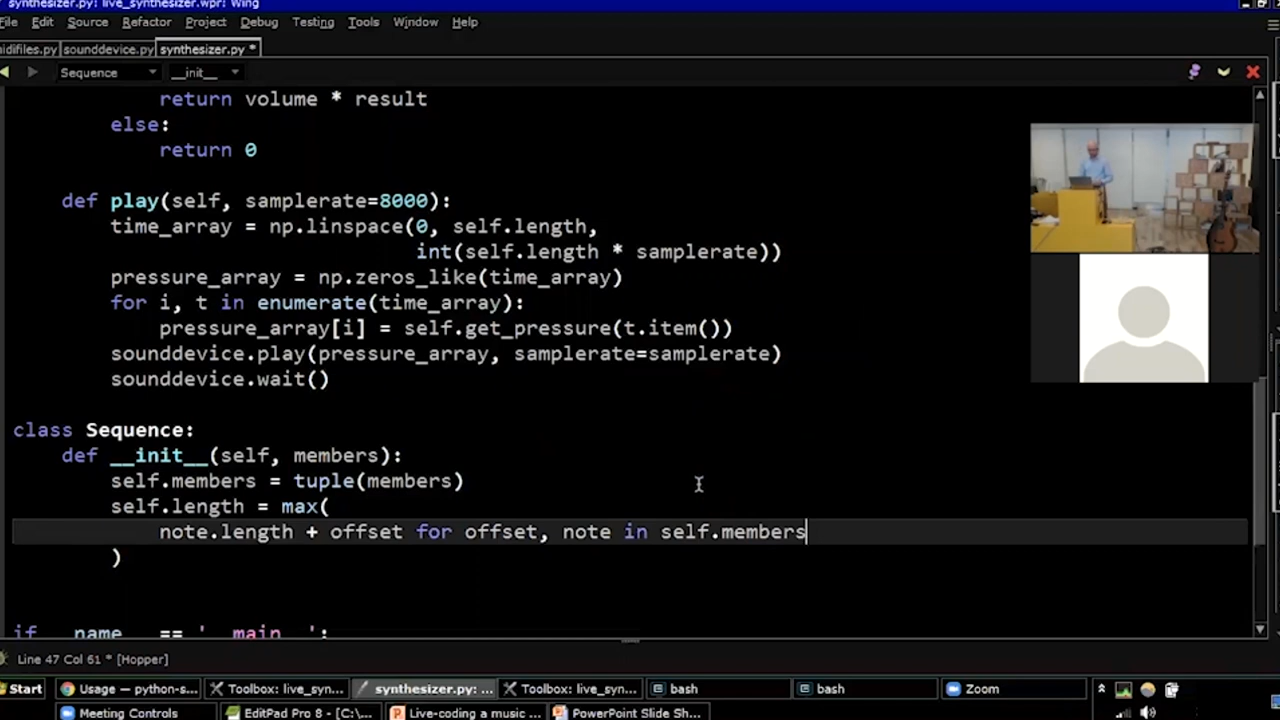 synthesizer.py: live_synthesizer.wpr: Wing
File Edit Source Refactor Project Debug Testing Tools Window Help
midifiles.py sounddevice.py synthesizer.py *
Sequence __init__
return volume * result
else:
return 0
def play(self, samplerate=8000):
time_array = np.linspace(0, self.length,
int(self.length * samplerate))
pressure_array = np.zeros_like(time_array)
for i, t in enumerate(time_array):
pressure_array[i] = self.get_pressure(t.item())
sounddevice.play(pressure_array, samplerate=samplerate)
sounddevice.wait()
class Sequence:
def __init__(self, members):
self.members = tuple(members)
self.length = max(
note.length + offset for offset, note in self.members
)
if __name__ == '__main__':
Line 47 Col 61 * [Hopper]
Start Usage — python-s... Toolbox: live_syn... synthesizer.py: ... Toolbox: live_syn... bash bash Zoom
Meeting Controls EditPad Pro 8 - [C:\... Live-coding a music ... PowerPoint Slide Sh...